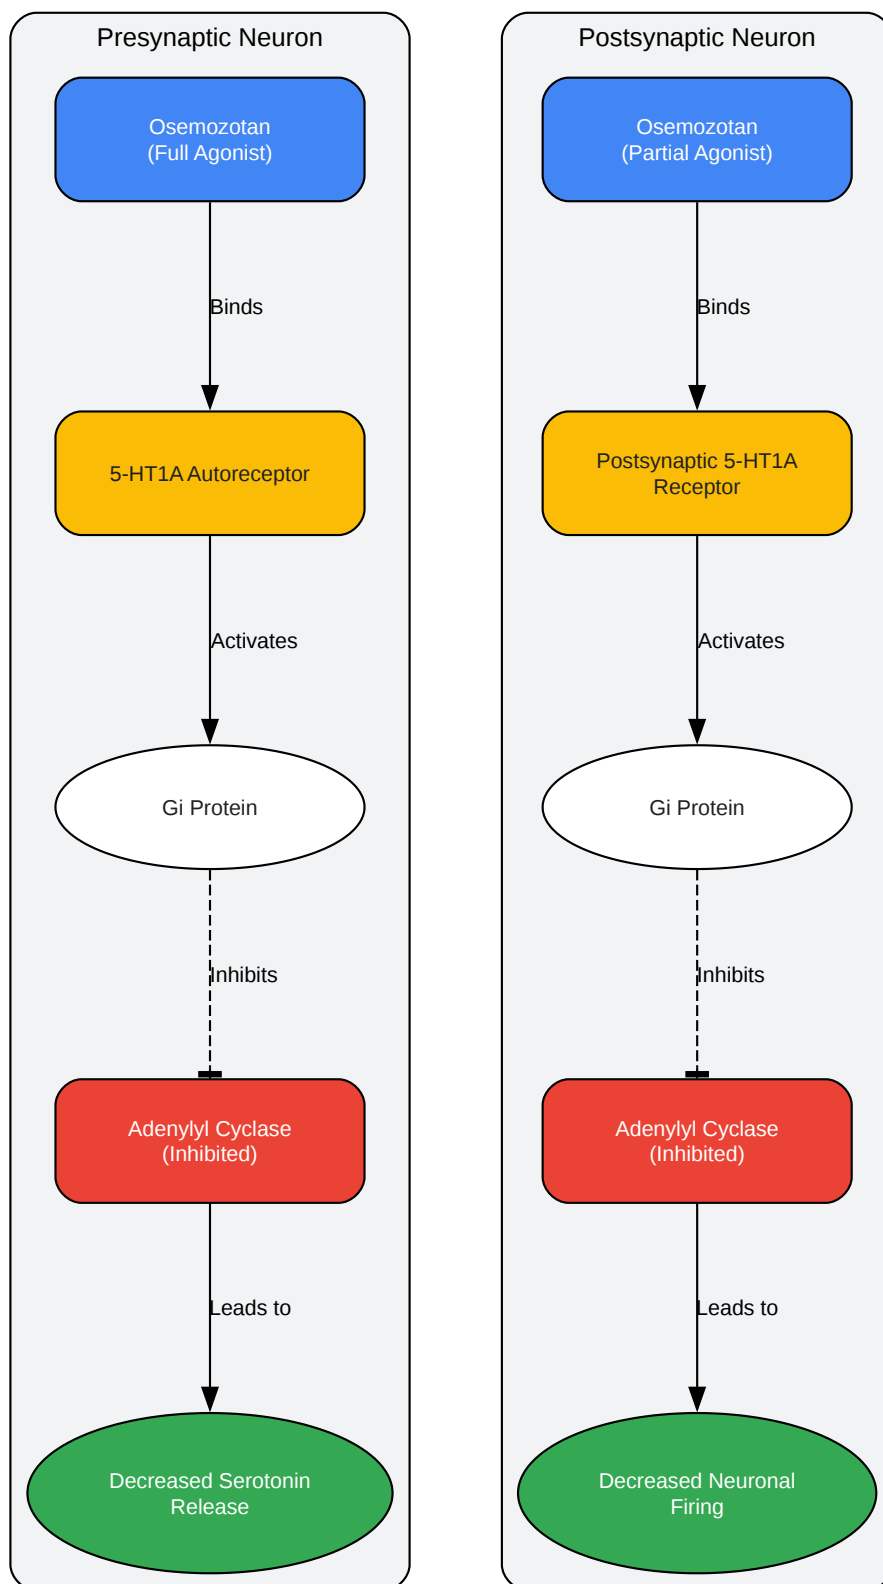 Presynaptic Neuron
Osemozotan
(Full Agonist)
Binds
5-HT1A Autoreceptor
Activates
Gi Protein
Inhibits
Adenylyl Cyclase
(Inhibited)
Leads to
Decreased Serotonin
Release
Postsynaptic Neuron
Osemozotan
(Partial Agonist)
Binds
Postsynaptic 5-HT1A
Receptor
Activates
Gi Protein
Inhibits
Adenylyl Cyclase
(Inhibited)
Leads to
Decreased Neuronal
Firing